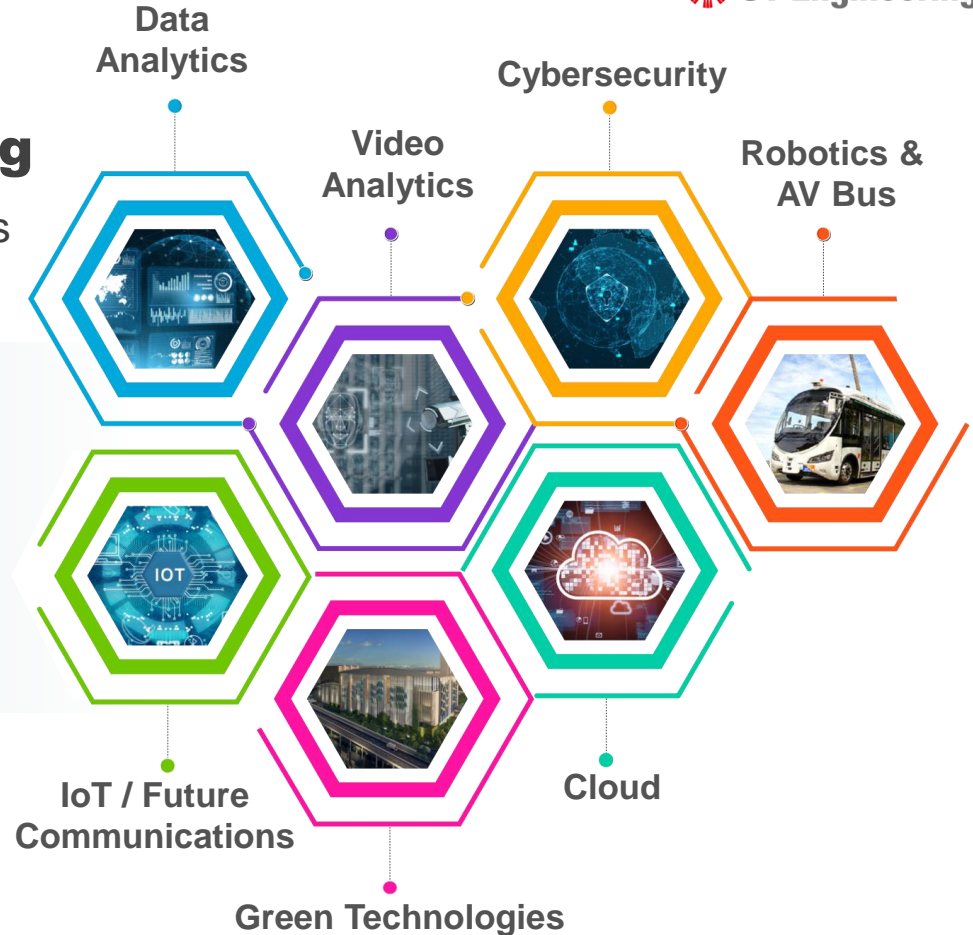 Data
Analytics
Cybersecurity
Video
Analytics
Robotics &
AV Bus
g
s
IOT
IoT / Future
Communications
Cloud
Green Technologies